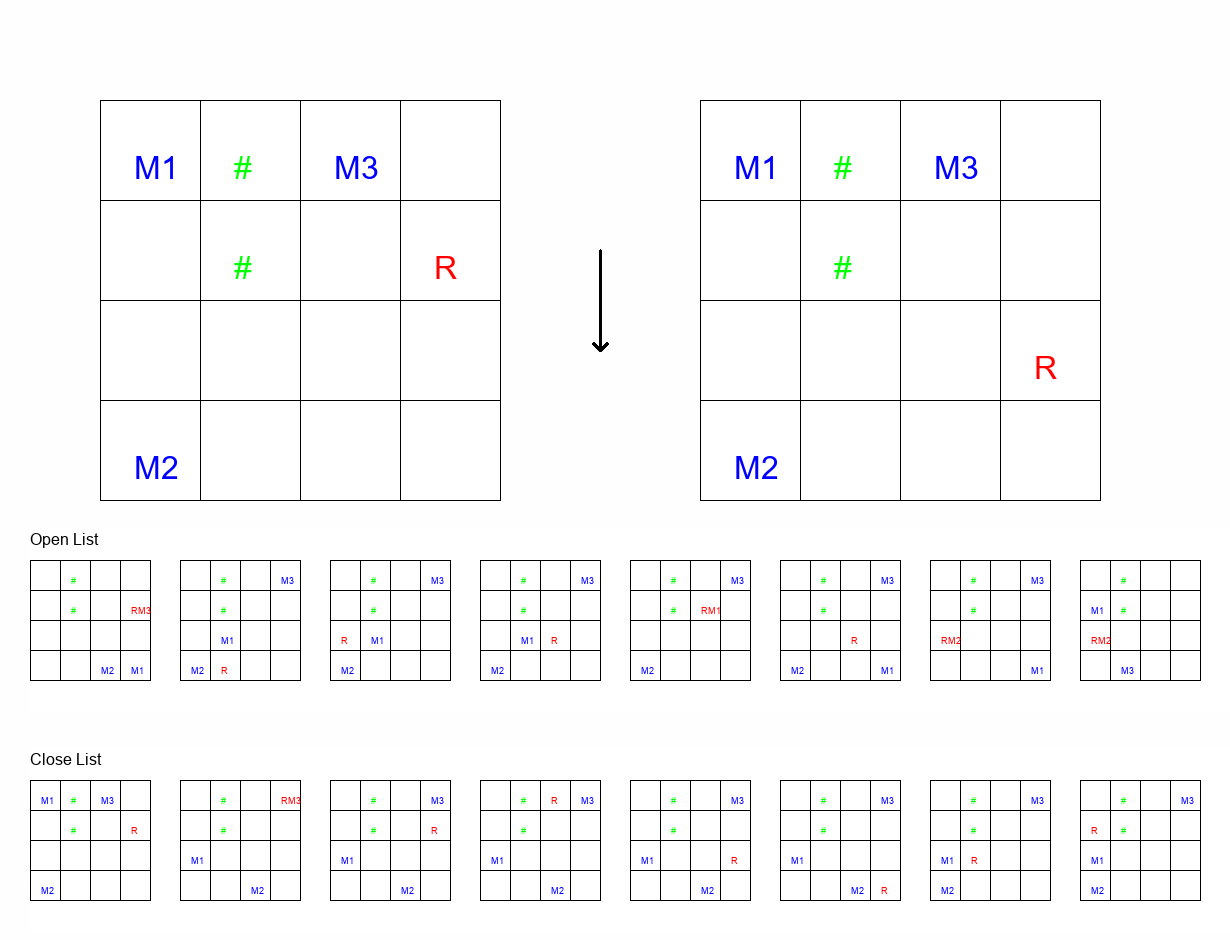 M1 # M3
# R
M2
M1 # M3
#
R
M2
Open List
#
# RM3
M2 M1
# M3
#
M1
M2 R
# M3
#
R M1
M2
# M3
#
M1 R
M2
# M3
# RM1
M2
# M3
#
R
M2 M1
# M3
#
RM2
M1
#
M1 #
RM2
M3
Close List
M1 # M3
# R
M2
# RM3
#
M1
M2
# M3
# R
M1
M2
# R M3
#
M1
M2
# M3
#
M1 R
M2
# M3
#
M1
M2 R
# M3
#
M1 R
M2
# M3
R #
M1
M2